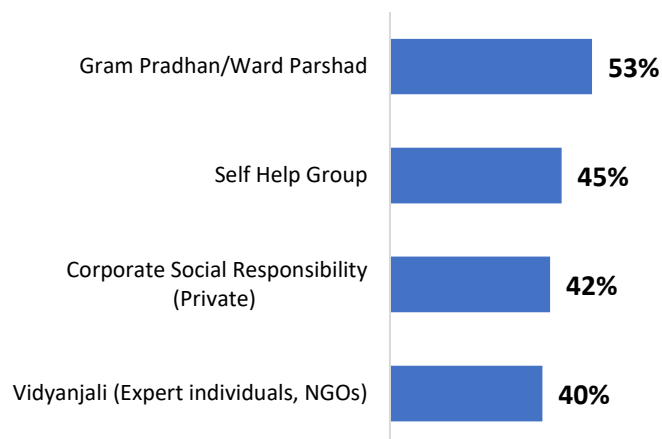 Gram Pradhan/Ward Parshad
53%
Self Help Group
45%
Corporate Social Responsibility
(Private)
42%
Vidyanjali (Expert individuals, NGOs)
40%